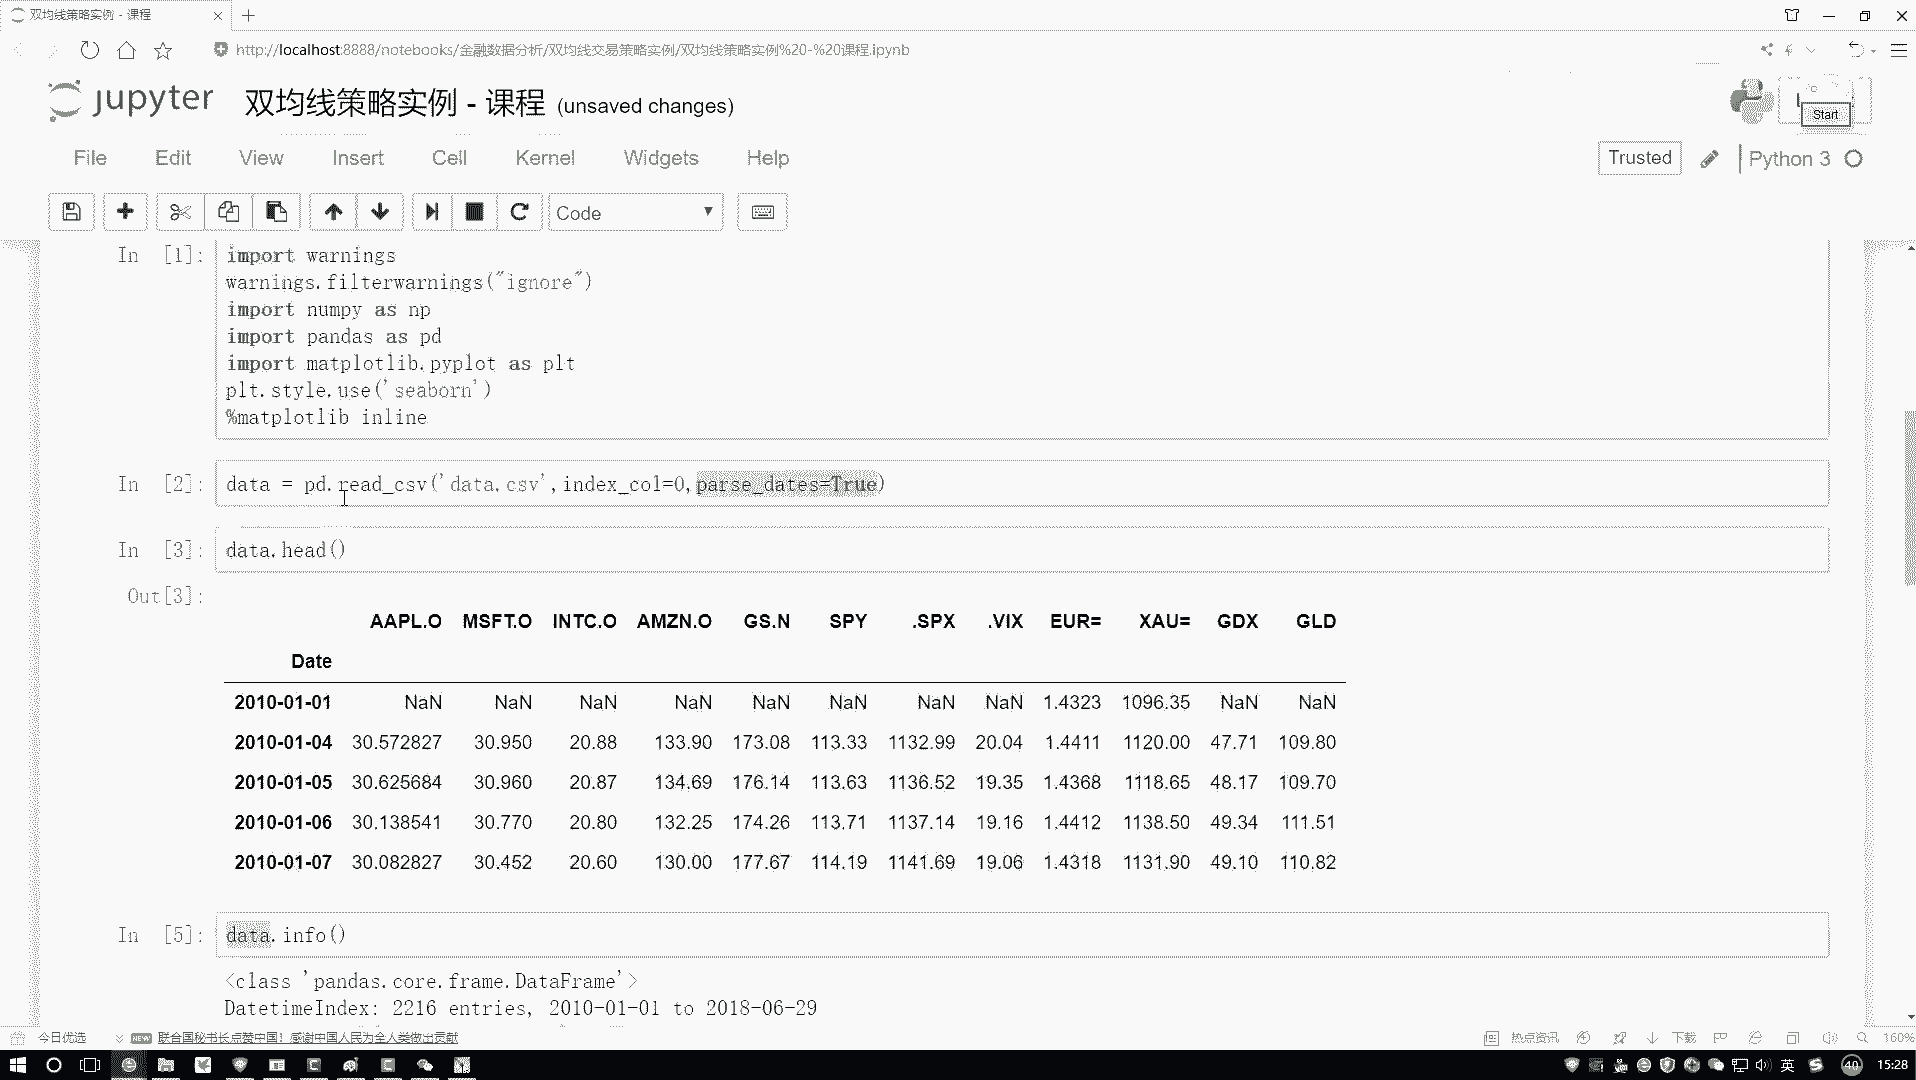 双均线策略实例 - 课程
http://localhost:8888/notebooks/金融数据分析/双均线交易策略实例/双均线策略实例%20-%20课程.ipynb
jupyter 双均线策略实例 - 课程 (unsaved changes)
Start
File Edit View Insert Cell Kernel Widgets Help
Trusted Python 3
Code
In [1]: import warnings
warnings.filterwarnings("ignore")
import numpy as np
import pandas as pd
import matplotlib.pyplot as plt
plt.style.use('seaborn')
%matplotlib inline
In [2]: data = pd.read_csv('data.csv',index_col=0,parse_dates=True)
In [3]: data.head()
Out[3]:
AAPL.O MSFT.O INTC.O AMZN.O GS.N SPY .SPX .VIX EUR= XAU= GDX GLD
Date
2010-01-01 NaN NaN NaN NaN NaN NaN NaN NaN 1.4323 1096.35 NaN NaN
2010-01-04 30.572827 30.950 20.88 133.90 173.08 113.33 1132.99 20.04 1.4411 1120.00 47.71 109.80
2010-01-05 30.625684 30.960 20.87 134.69 176.14 113.63 1136.52 19.35 1.4368 1118.65 48.17 109.70
2010-01-06 30.138541 30.770 20.80 132.25 174.26 113.71 1137.14 19.16 1.4412 1138.50 49.34 111.51
2010-01-07 30.082827 30.452 20.60 130.00 177.67 114.19 1141.69 19.06 1.4318 1131.90 49.10 110.82
In [5]: data.info()
<class 'pandas.core.frame.DataFrame'>
DatetimeIndex: 2216 entries, 2010-01-01 to 2018-06-29
今日优选 NEW 联合国秘书长点赞中国！感谢中国人民为全人类做出贡献 热点资讯 下载 160%
英 40 15:28